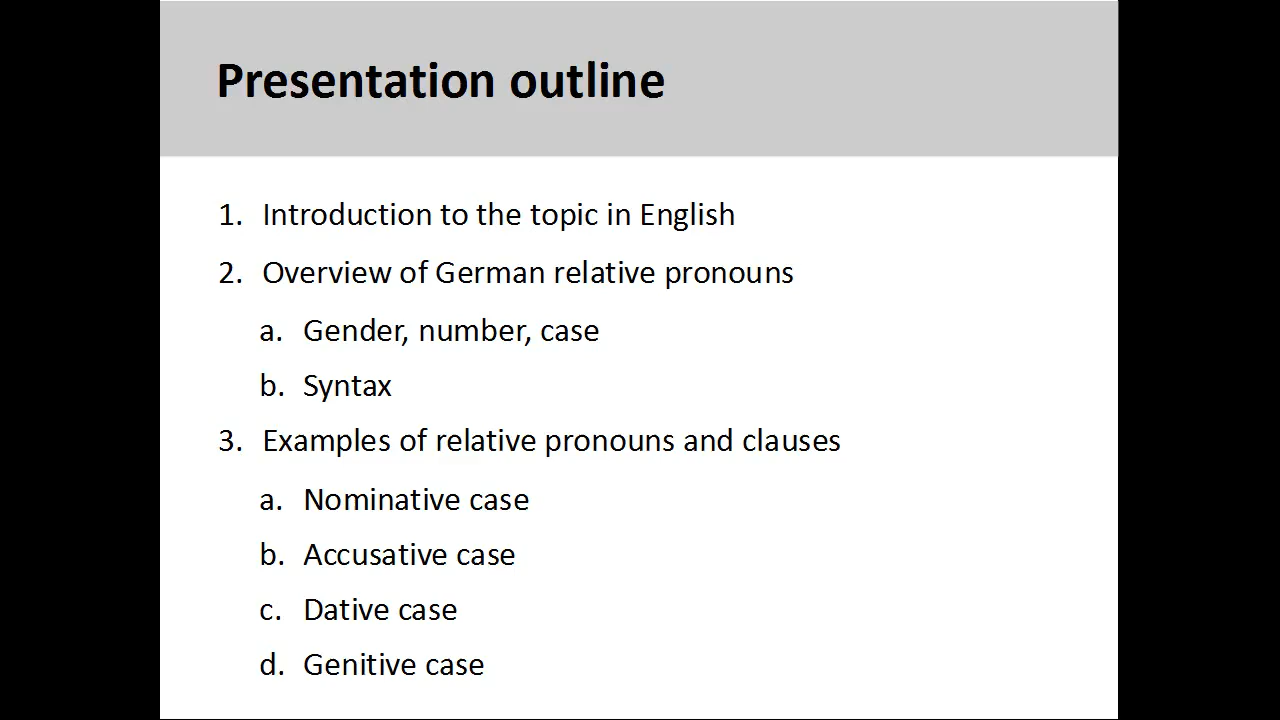 Presentation outline
1. Introduction to the topic in English
2. Overview of German relative pronouns
a. Gender, number, case
b. Syntax
3. Examples of relative pronouns and clauses
a. Nominative case
b. Accusative case
c. Dative case
d. Genitive case